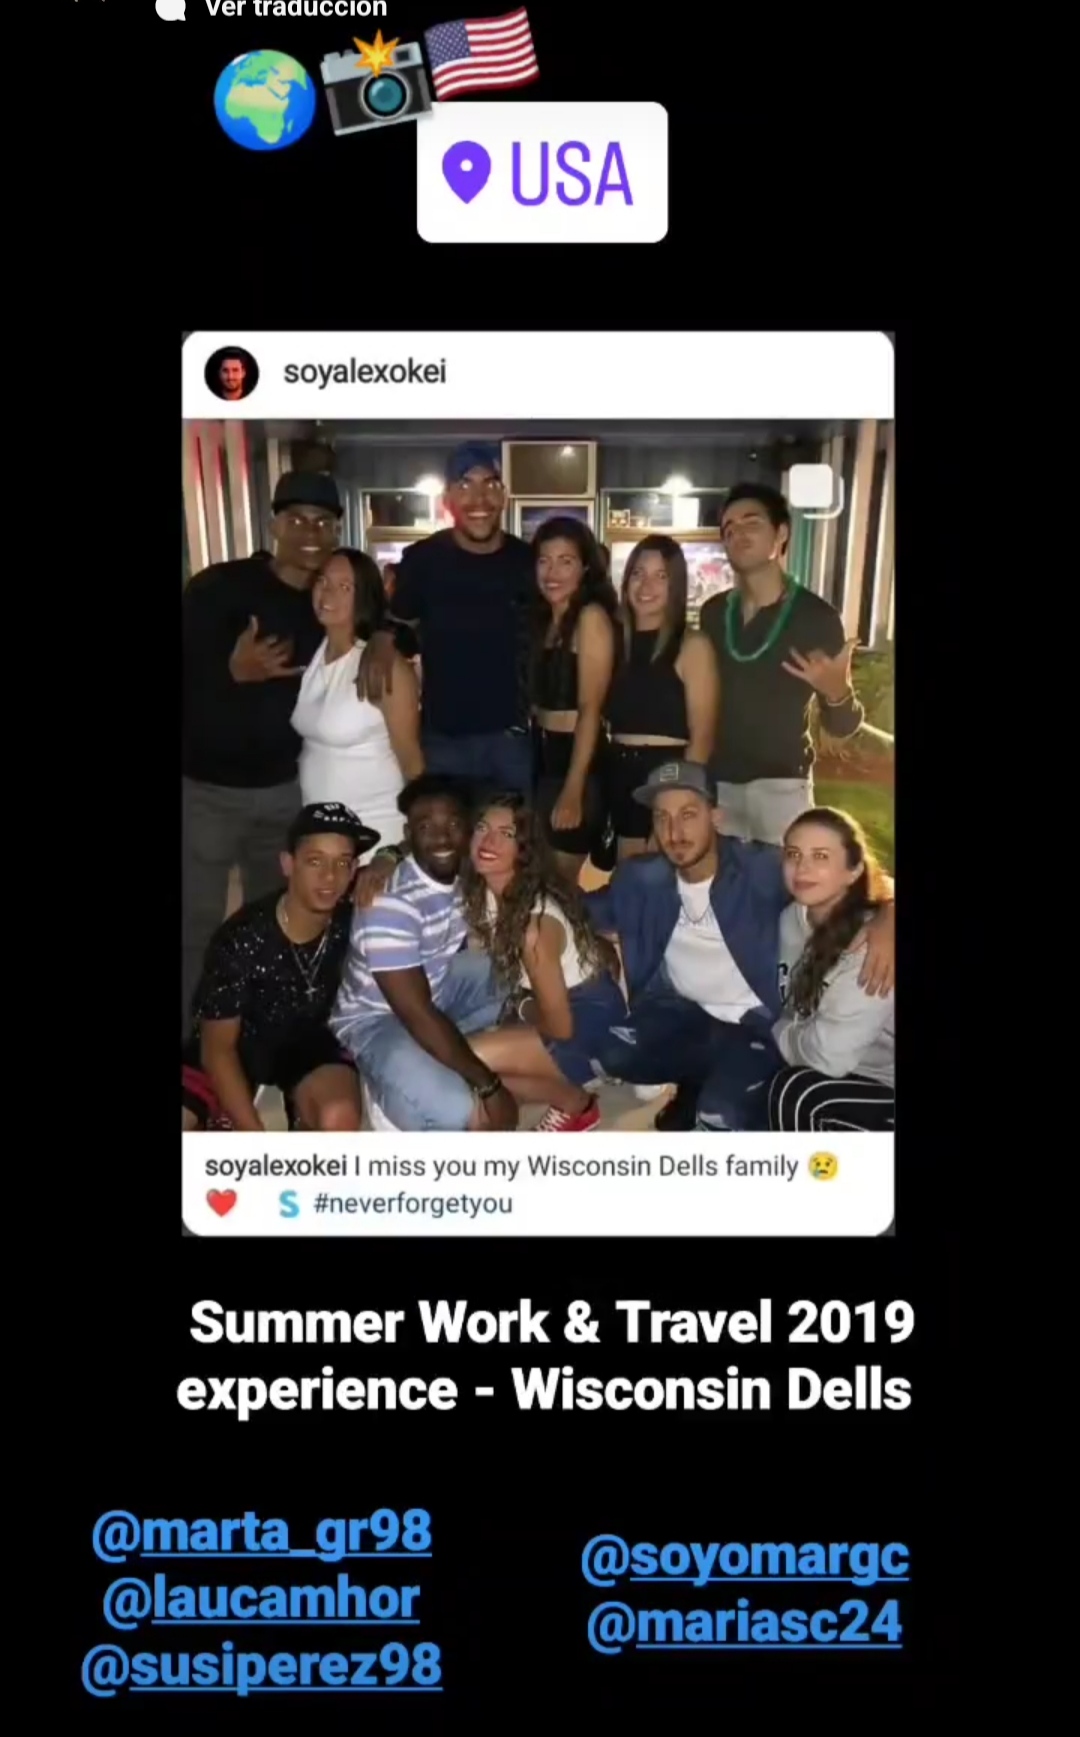 Ver traducción
USA
soyalexokei
soyalexokei I miss you my Wisconsin Dells family 😢
❤️ S #neverforgetyou
Summer Work & Travel 2019
experience - Wisconsin Dells
@marta_gr98
@laucamhor
@susiperez98
@soyomargc
@mariasc24